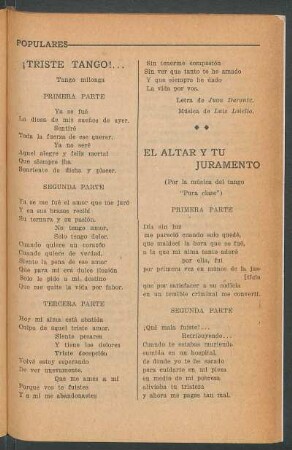 POPULARES
¡TRISTE TANGO!...
Tango milonga
PRIMERA PARTE
Ya se fué
La diosa de mis sueños de ayer.
Sentiré
Toda la fuerza de ese querer.
Ya no seré
Aquel alegre y feliz mortal
Que siempre iba
Sonriente de dicha y placer.
SEGUNDA PARTE
Ya se me fué el amor que me juró
Y en sus brazos recibí
Su ternura y su pasión.
No tengo amor,
Sólo tengo dolor.
Cuando quiere un corazón
Cuando quiere de verdad.
Siente la pena de ese amor
Que para mí era dulce ilusión
Sólo le pido a mi destino
Que me quite la vida por favor.
TERCERA PARTE
Hoy mi alma está abatida
Culpa de aquel triste amor.
Siente pesares
Y tiene los dolores
Triste decepción
Volvé estoy esperando
De ver nuevamente.
Que me amas a mí
Porque vos te fuistes
Y a mí me abandonastes
Sin tenerme compasión
Sin ver que tanto te he amado
Y que siempre he dado
La vida por vos.
Letra de Juan
Música de Luis
EL ALTAR Y TU
JURAMENTO
(Por la música del tango
"Pura clase")
PRIMERA PARTE
Día sin luz
me pareció cuando solo quedé,
que maldecí la hora que se fué,
a la que mi alma tanto adoró
por ella, fuí
por primera vez en manos de la Jus-
ticia
que por satisfacer su codicia
en un terrible criminal me convertí.
SEGUNDA PARTE
¡Qué mala fuiste!...
Retribuyendo...
Cuando te estabas muriendo
metida en un hospital,
de donde yo te he sacado
para cuidarte en mi pieza
en medio de mi pobreza,
aliviaba tu tristeza
y ahora me pagas tan mal.